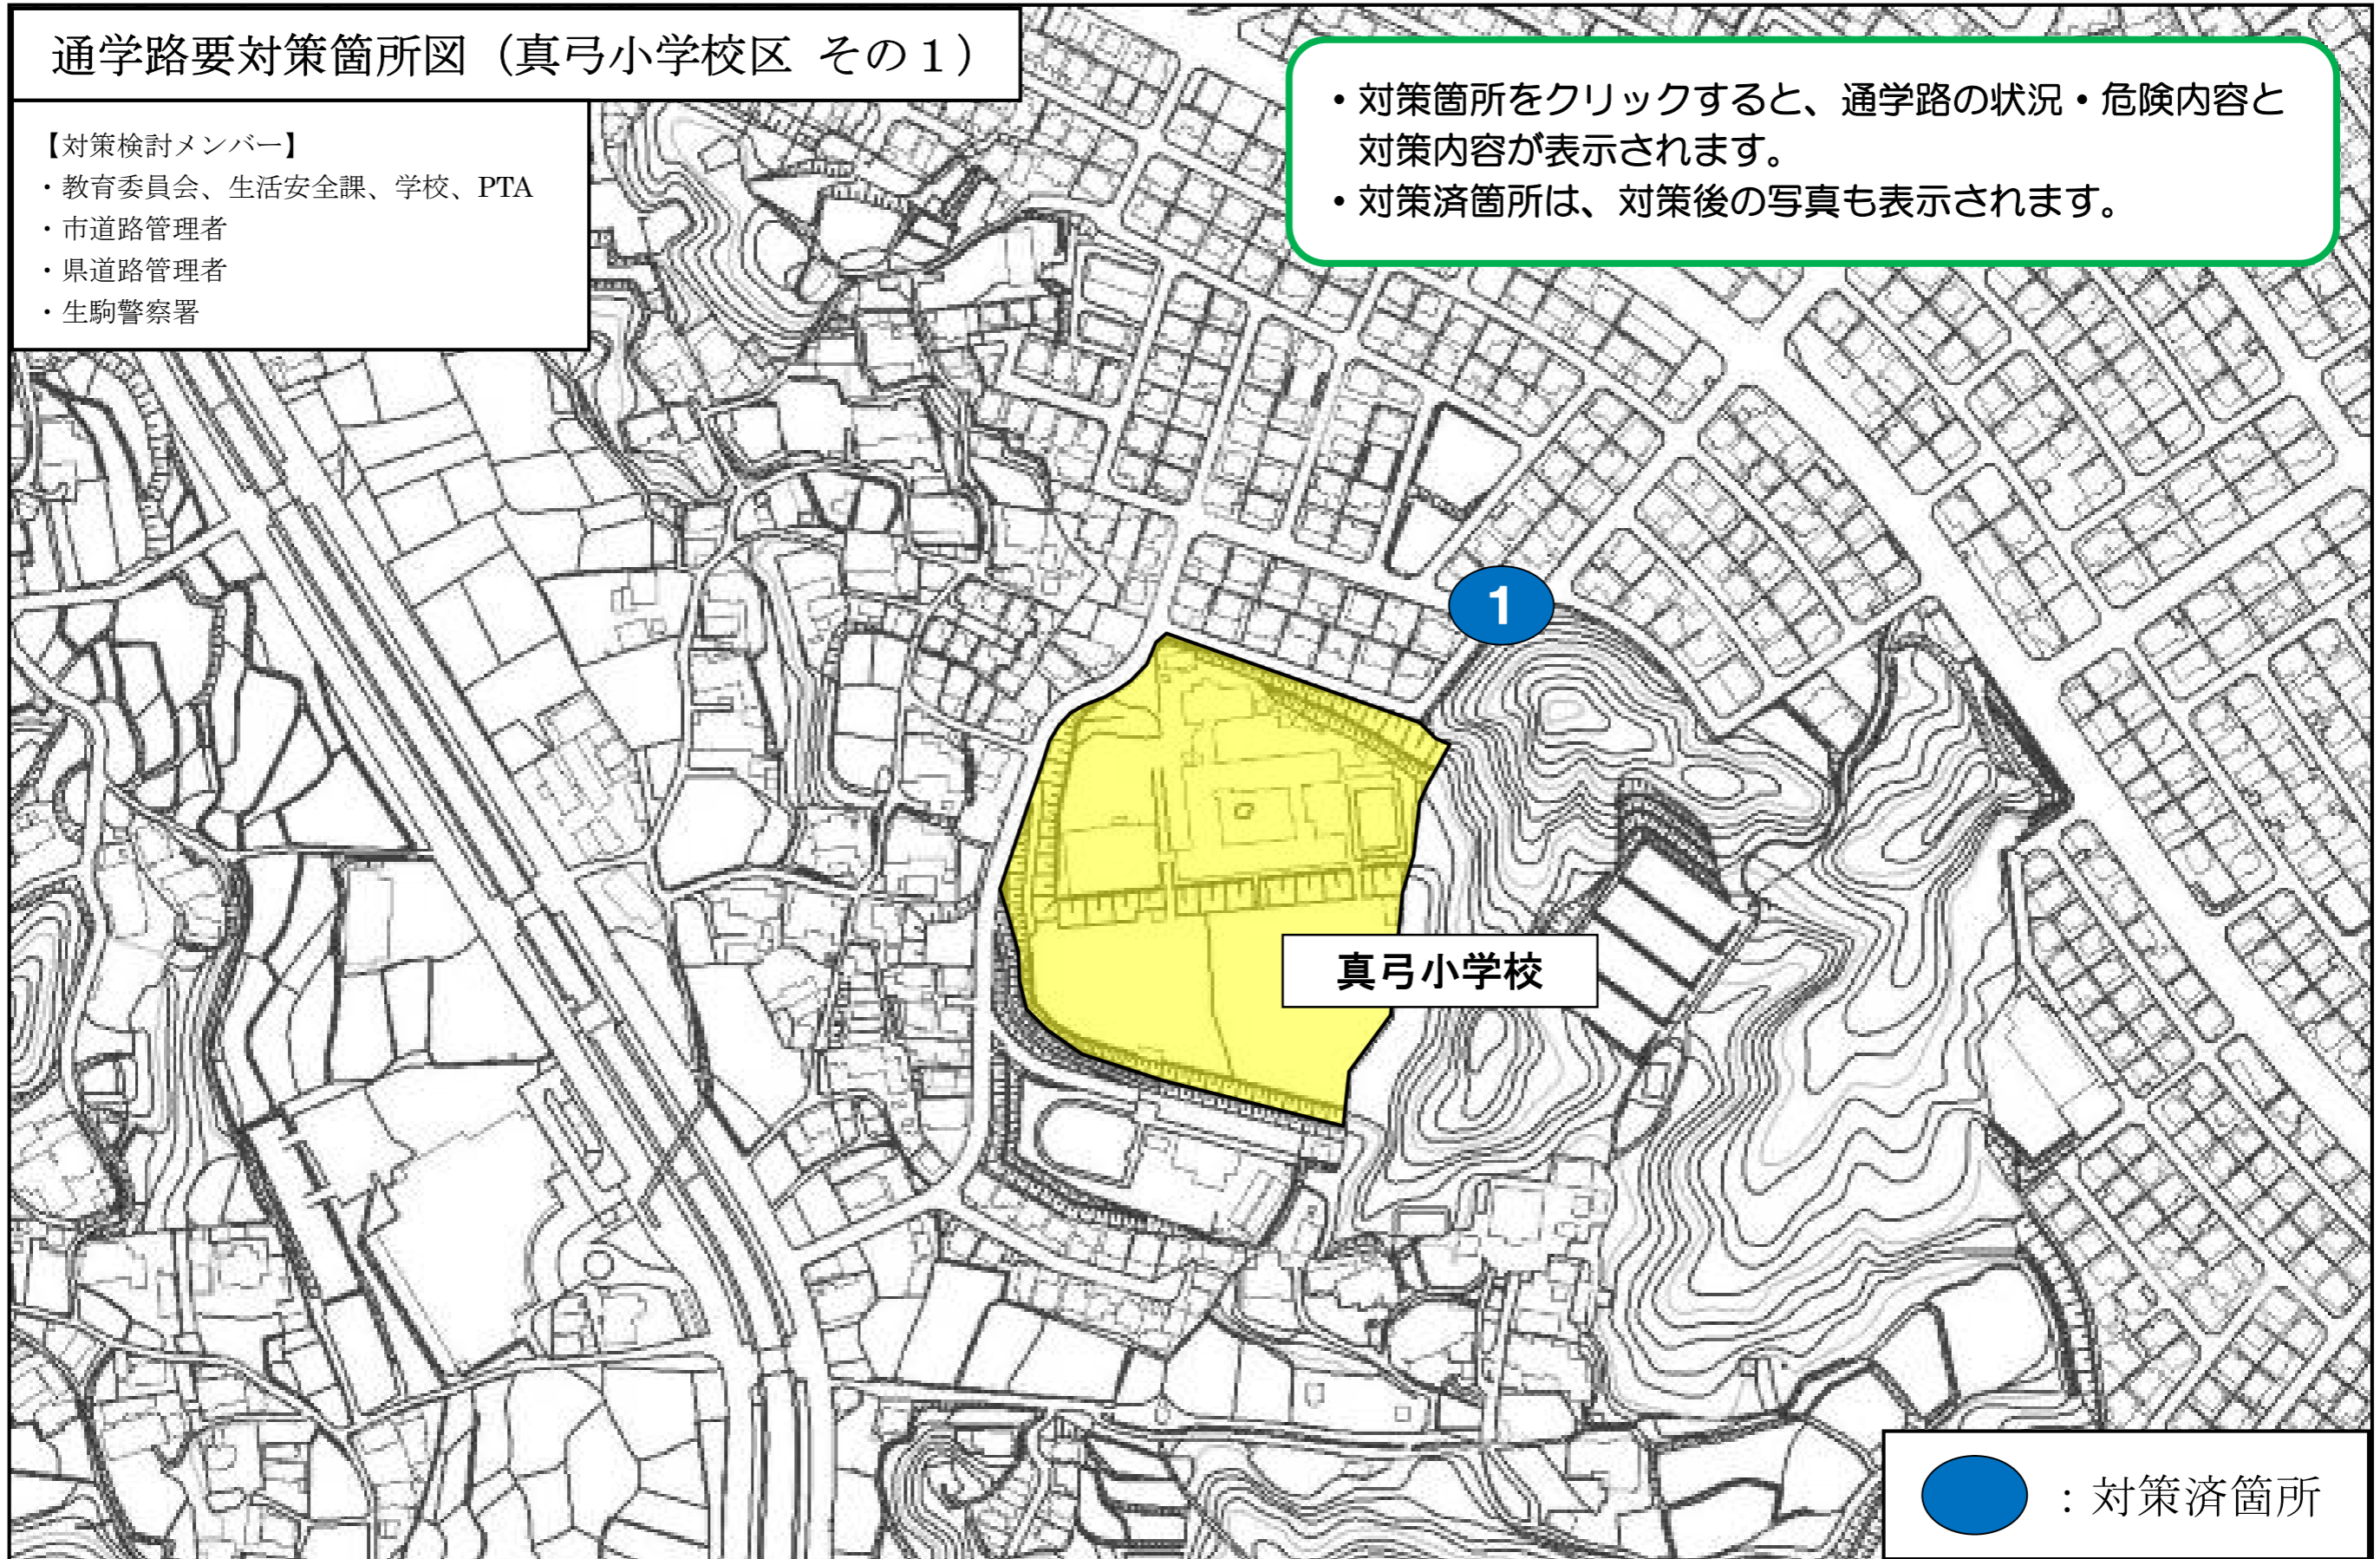 通学路要対策箇所図（真弓小学校区 その１）
【対策検討メンバー】
・教育委員会、生活安全課、学校、PTA
・市道路管理者
・県道路管理者
・生駒警察署
・対策箇所をクリックすると、通学路の状況・危険内容と
対策内容が表示されます。
・対策済箇所は、対策後の写真も表示されます。
1
真弓小学校
：対策済箇所